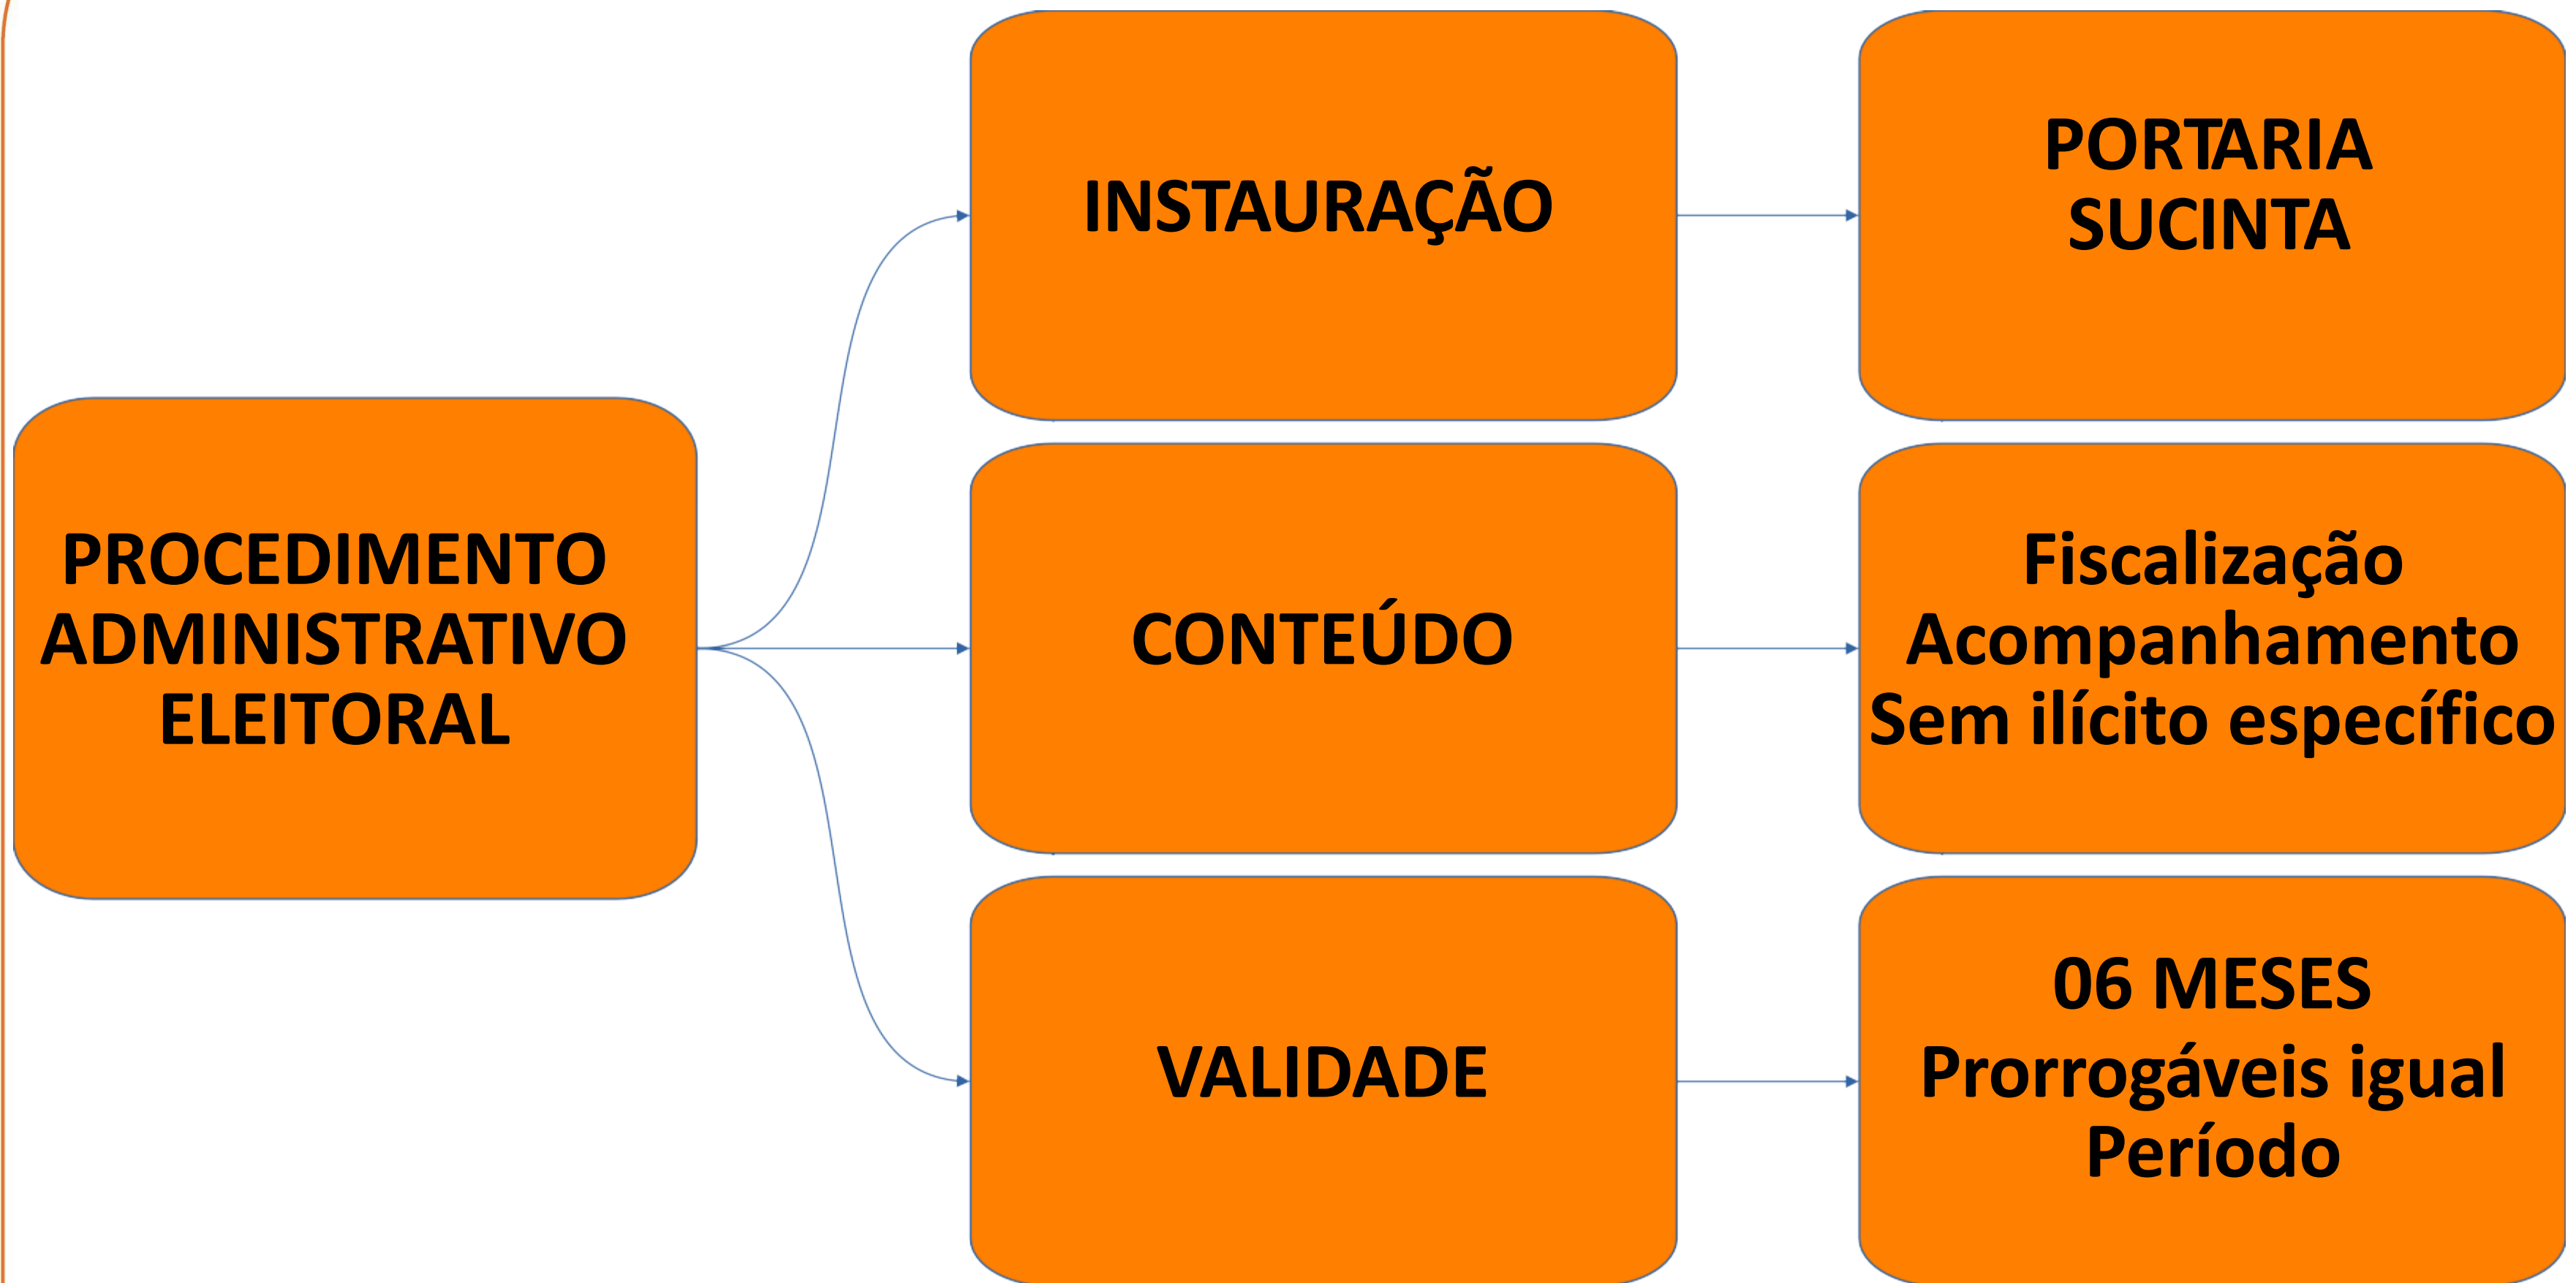 PROCEDIMENTO
ADMINISTRATIVO
ELEITORAL
INSTAURAÇÃO
PORTARIA
SUCINTA
CONTEÚDO
Fiscalização
Acompanhamento
Sem ilícito específico
VALIDADE
06 MESES
Prorrogáveis igual
Período